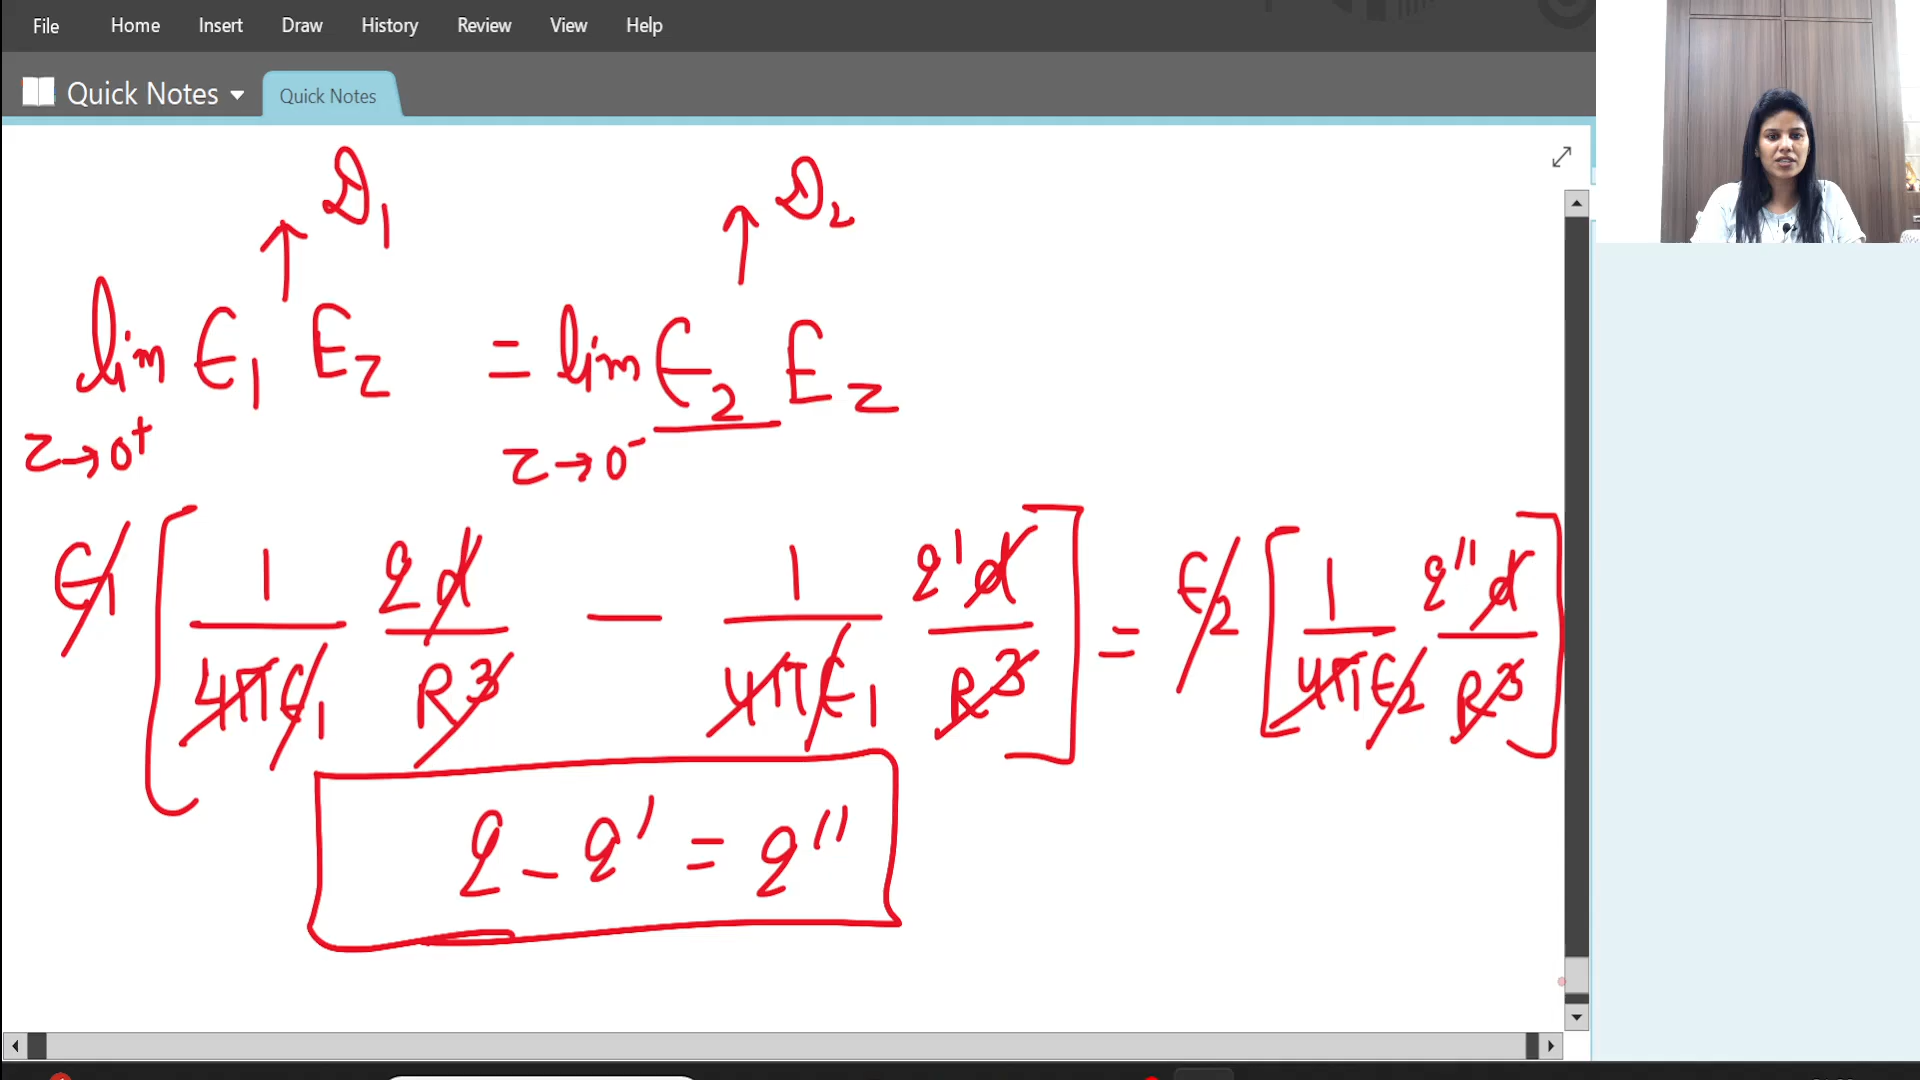 File Home Insert Draw History Review View Help
Quick Notes Quick Notes
D₁ D₂
lim ϵ₁ E_z = lim ϵ₂ E_z
z→0⁺ z→0⁻
ϵ₁ [ 1/(4πϵ₁) qd/R³ − 1/(4πϵ₁) q'd/R³ ] = ϵ₂ [ 1/(4πϵ₂) q''d/R³ ]
q − q' = q''